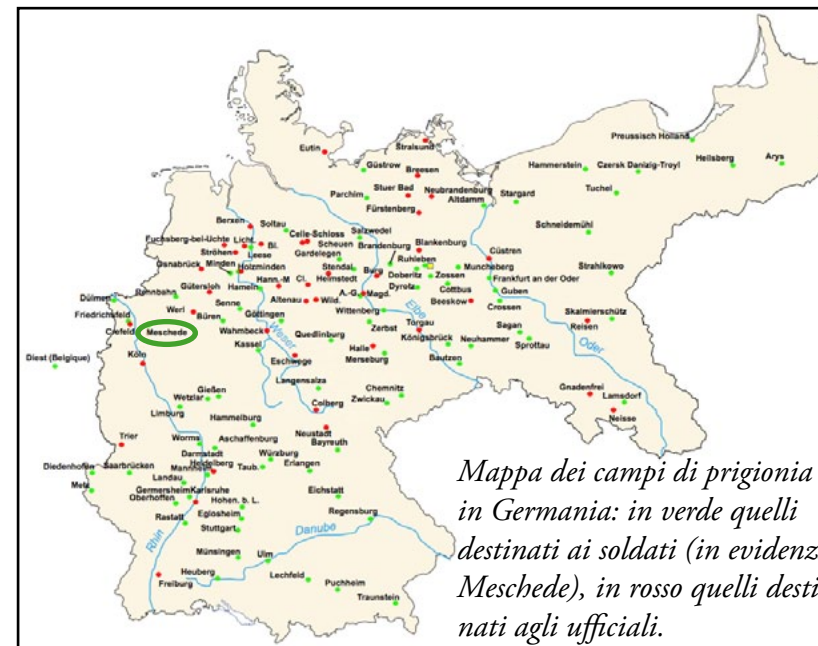 Eutin
Stralsund
Breesen
Güstrow
Stuer Bad
Neubrandenburg
Parchim
Fürstenberg
Altdamm
Stargard
Preussisch Holland
Hammerstein
Czersk Danizig-Troyl
Heilsberg
Arys
Tuchel
Schneidemühl
Bersen
Soltau
Fuchsberg-bei-Uchte
Licht.
Bl.
Celle-Schloss
Scheuen
Salzwedel
Ströhen
Leese
Gardelegen
Brandenburg
Blankenburg
Ruhleben
Cüstren
Osnabrück
Minden
Holzminden
Stendal
Burg
Doberitz
Zossen
Muncheberg
Frankfurt an der Oder
Strahlkowo
Hann.-M
Cl.
Helmstedt
Dülmen
Rennbahn
Gütersloh
Hameln
Dyrotz
Cottbus
Guben
Senne
Altenau
Wild.
A.-G.
Magd.
Beeskow
Crossen
Friedrichsfeld
Werl
Büren
Göttingen
Wittenberg
Elbe
Skalmierschütz
Crefeld
Meschede
Wahmbeck
Weser
Quedlinburg
Zerbst
Torgau
Sagan
Reisen
Kassel
Halle
Königsbrück
Neuhammer
Sprottau
Oder
Diest (Belgique)
Köln
Eschwege
Merseburg
Bautzen
Langensalza
Gießen
Chemnitz
Gnadenfrei
Wetzlar
Zwickau
Lamsdorf
Limburg
Colberg
Neisse
Hammelburg
Neustadt
Trier
Worms
Aschaffenburg
Bayreuth
Darmstadt
Würzburg
Diedenhofen
Saarbrücken
Mannheim
Heidelberg
Taub.
Erlangen
Metz
Landau
Germersheim
Karlsruhe
Eichstatt
Oberhoffen
Hohen. b. L.
Rastatt
Eglosheim
Regensburg
Stuttgart
Danube
Rhin
Münsingen
Ulm
Heuberg
Lechfeld
Freiburg
Puchheim
Traunstein
Mappa dei campi di prigionia
in Germania: in verde quelli
destinati ai soldati (in evidenz
Meschede), in rosso quelli desti
nati agli ufficiali.